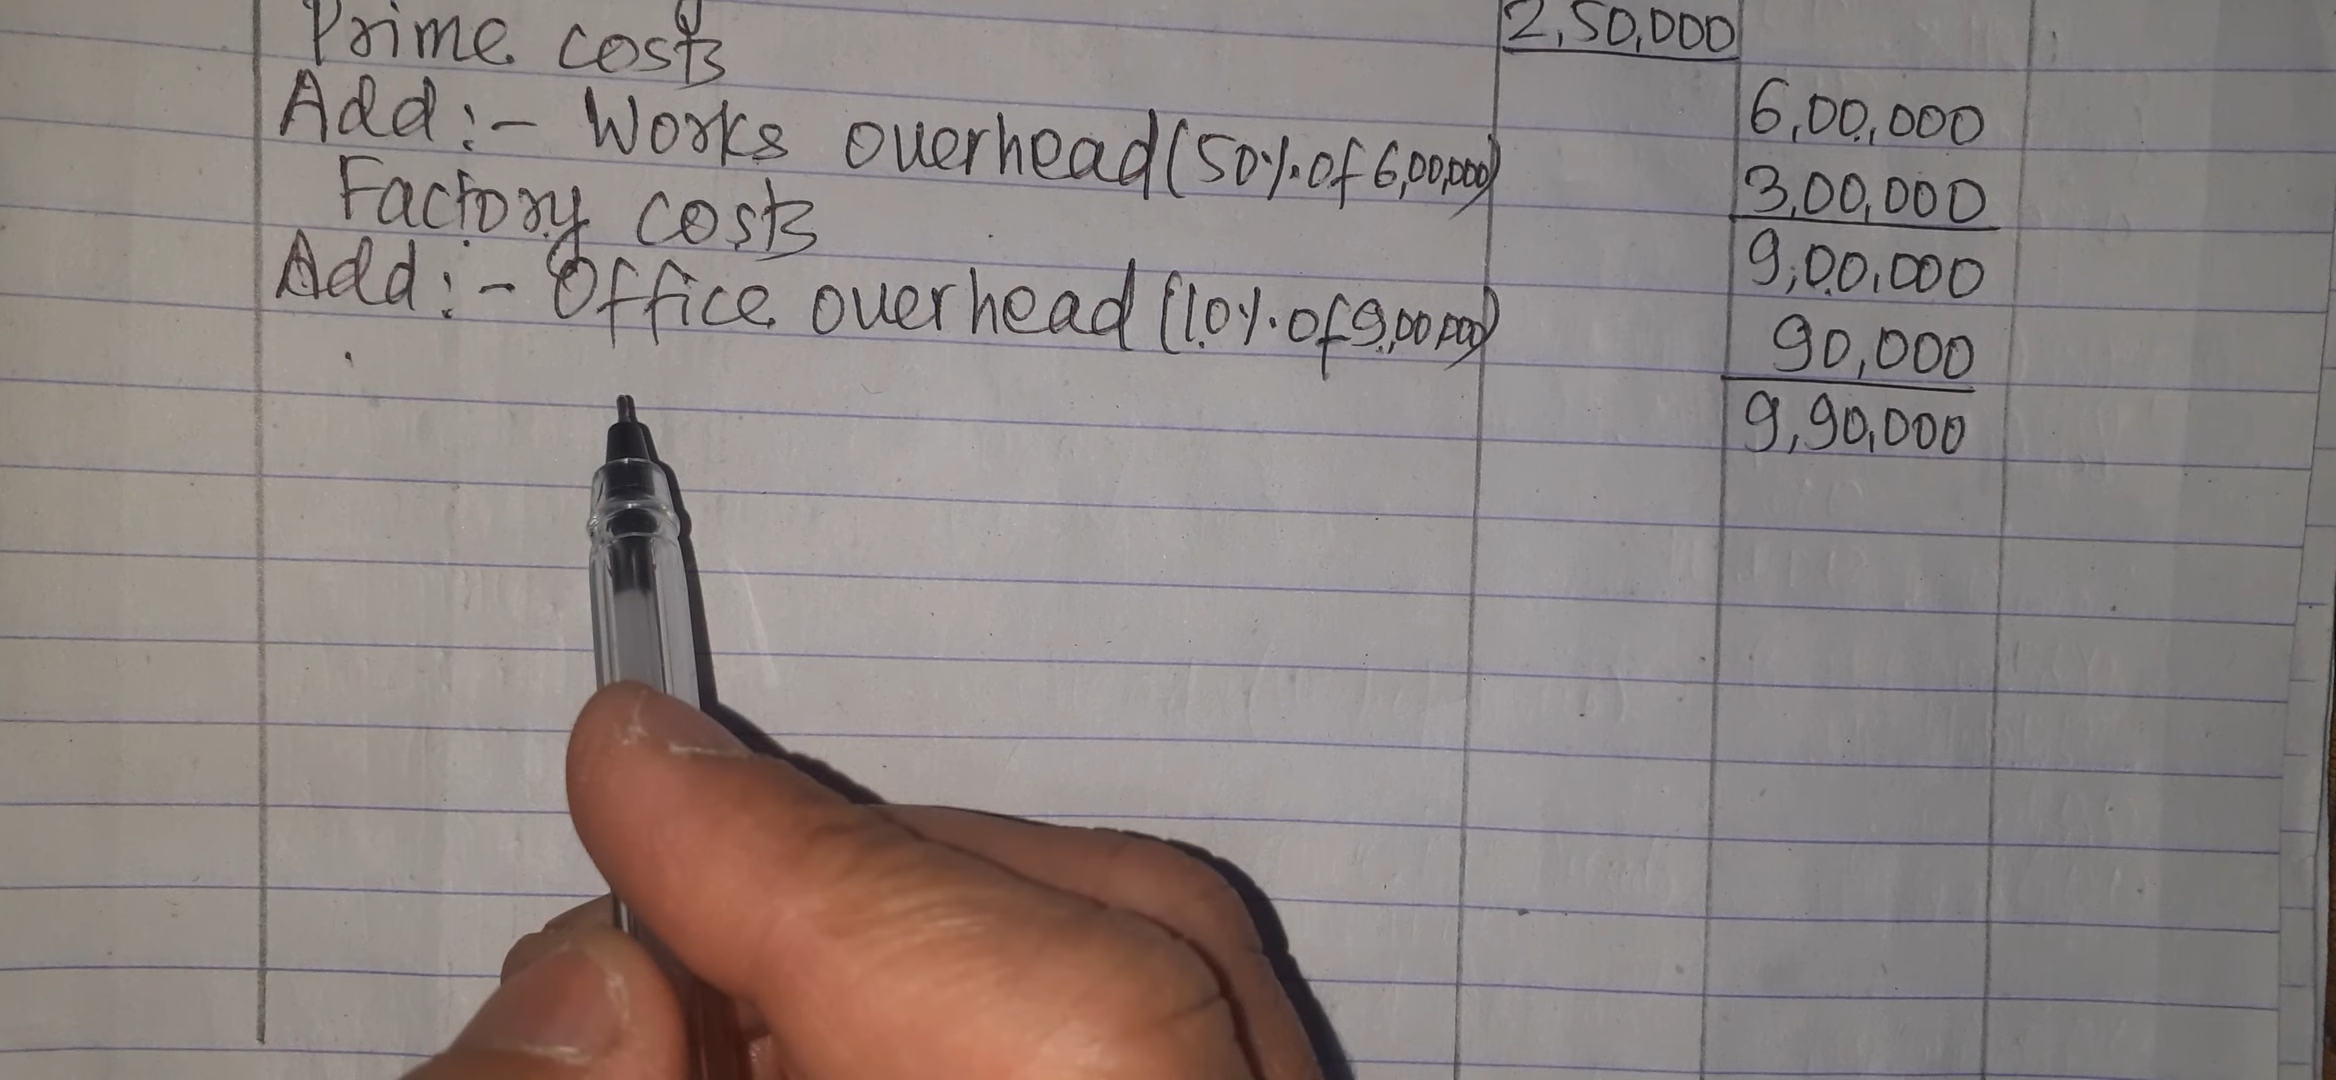 Prime costs 2,50,000
6,00,000
Add:- Works overhead (50% of 6,00,000) 3,00,000
Factory costs 9,00,000
Add:- Office overhead (10% of 9,00,000) 90,000
9,90,000